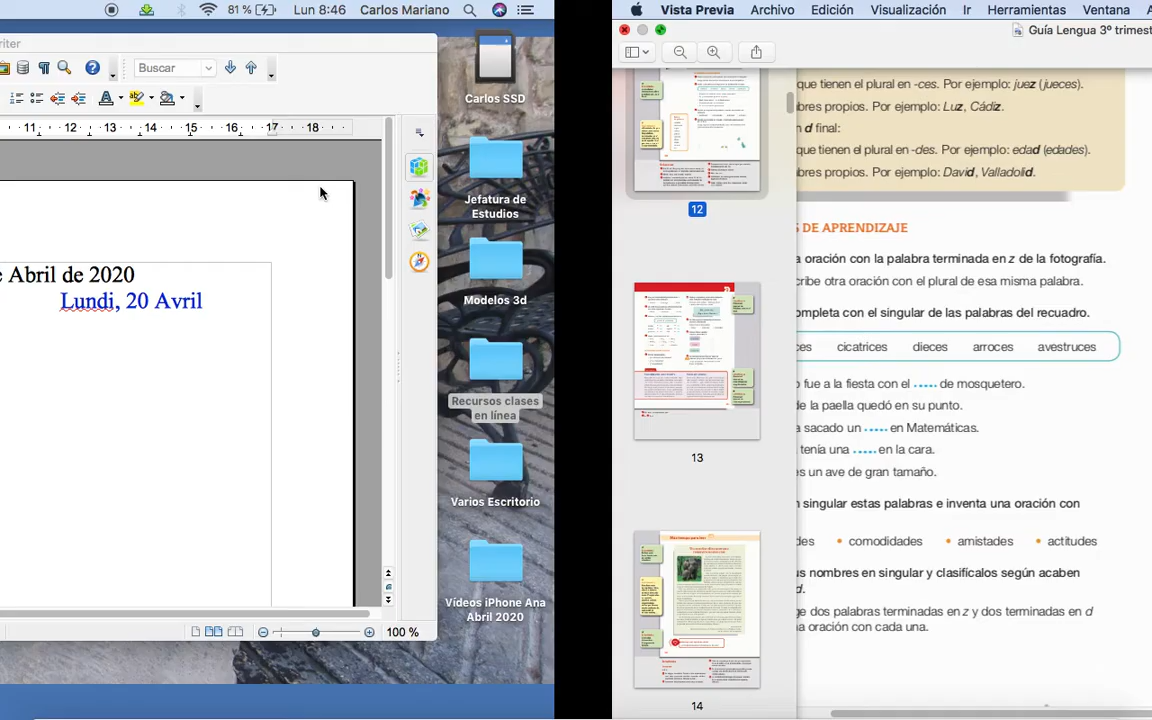 81 % Lun 8:46 Carlos Mariano
riter
Buscar
11 12 13 14 15 16 17 18
e Abril de 2020
Lundi, 20 Avril
100 %
Carlos SSD
Jefatura de
Estudios
Modelos 3d
Recursos clases
en línea
Varios Escritorio
Vídeos iPhone Ana
Abril 2020
Vista Previa Archivo Edición Visualización Ir Herramientas Ventana
Guía Lengua 3º trimest
12
13
14
que tienen el plural en -ces. Por ejemplo: juez (jueces).
bres propios. Por ejemplo: Luz, Cádiz.
n d final:
que tienen el plural en -des. Por ejemplo: edad (edades).
bres propios. Por ejemplo: David, Valladolid.
S DE APRENDIZAJE
a oración con la palabra terminada en z de la fotografía.
cribe otra oración con el plural de esa misma palabra.
ompleta con el singular de las palabras del recuadro.
ces cicatrices dieces arroces avestruces
o fue a la fiesta con el ..... de mosquetero.
de la paella quedó en su punto.
a sacado un ..... en Matemáticas.
tenía una ..... en la cara.
es un ave de gran tamaño.
n singular estas palabras e inventa una oración con
des • comodidades • amistades • actitudes
us nombres en singular y clasifícalos según acaben
d.
ge dos palabras terminadas en z y dos terminadas en d
na oración con cada una.